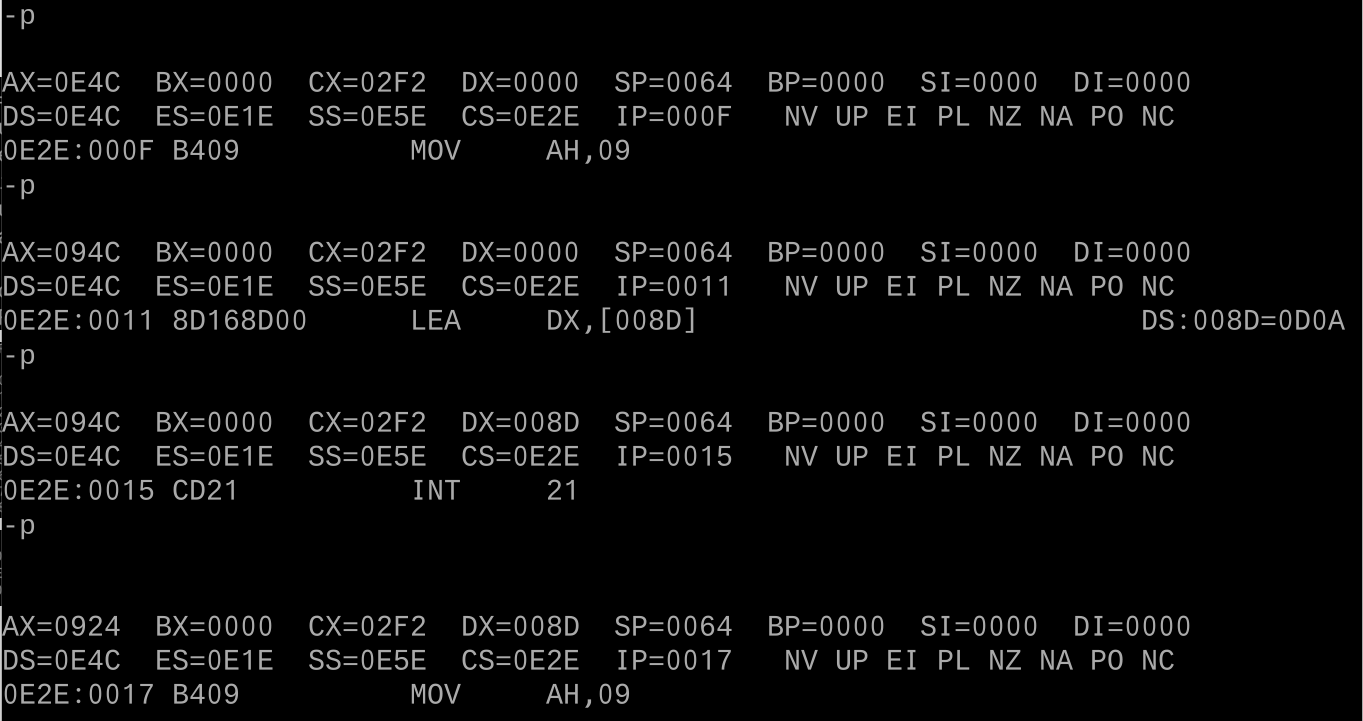 -p
AX=0E4C  BX=0000  CX=02F2  DX=0000  SP=0064  BP=0000  SI=0000  DI=0000
DS=0E4C  ES=0E1E  SS=0E5E  CS=0E2E  IP=000F   NV UP EI PL NZ NA PO NC
0E2E:000F B409          MOV     AH,09
-p
AX=094C  BX=0000  CX=02F2  DX=0000  SP=0064  BP=0000  SI=0000  DI=0000
DS=0E4C  ES=0E1E  SS=0E5E  CS=0E2E  IP=0011   NV UP EI PL NZ NA PO NC
0E2E:0011 8D168D00      LEA     DX,[008D]                          DS:008D=0D0A
-p
AX=094C  BX=0000  CX=02F2  DX=008D  SP=0064  BP=0000  SI=0000  DI=0000
DS=0E4C  ES=0E1E  SS=0E5E  CS=0E2E  IP=0015   NV UP EI PL NZ NA PO NC
0E2E:0015 CD21          INT     21
-p
AX=0924  BX=0000  CX=02F2  DX=008D  SP=0064  BP=0000  SI=0000  DI=0000
DS=0E4C  ES=0E1E  SS=0E5E  CS=0E2E  IP=0017   NV UP EI PL NZ NA PO NC
0E2E:0017 B409          MOV     AH,09